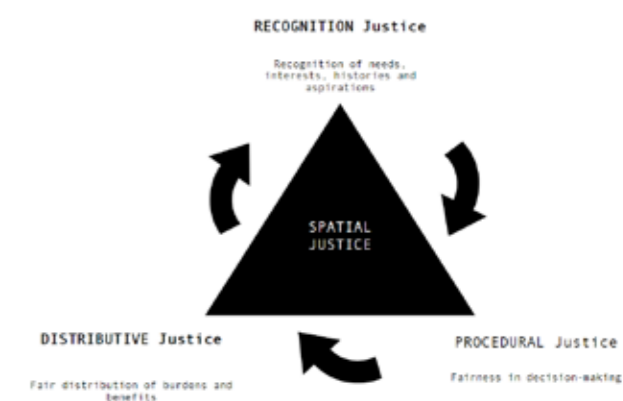 RECOGNITION Justice
Recognition of needs,
interests, histories and
aspirations
SPATIAL
JUSTICE
DISTRIBUTIVE Justice
Fair distribution of burdens and
benefits
PROCEDURAL Justice
Fairness in decision-making